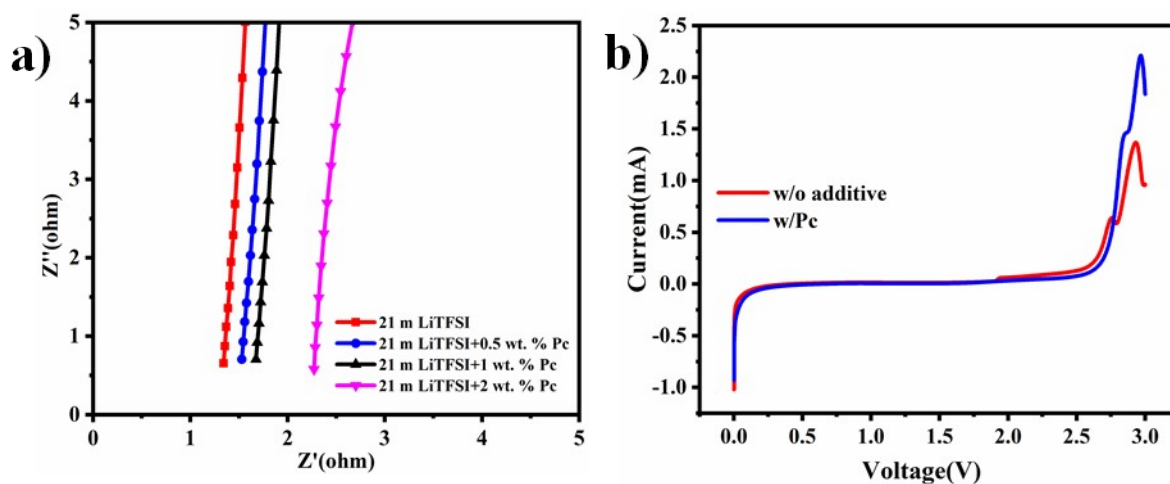 a)
5
4
3
2
1
0
Z''(ohm)
21 m LiTFSI
21 m LiTFSI+0.5 wt. % Pc
21 m LiTFSI+1 wt. % Pc
21 m LiTFSI+2 wt. % Pc
0 1 2 3 4 5
Z'(ohm)
b)
2.5
2.0
1.5
1.0
0.5
0.0
-0.5
-1.0
Current(mA)
w/o additive
w/Pc
0.0 0.5 1.0 1.5 2.0 2.5 3.0
Voltage(V)